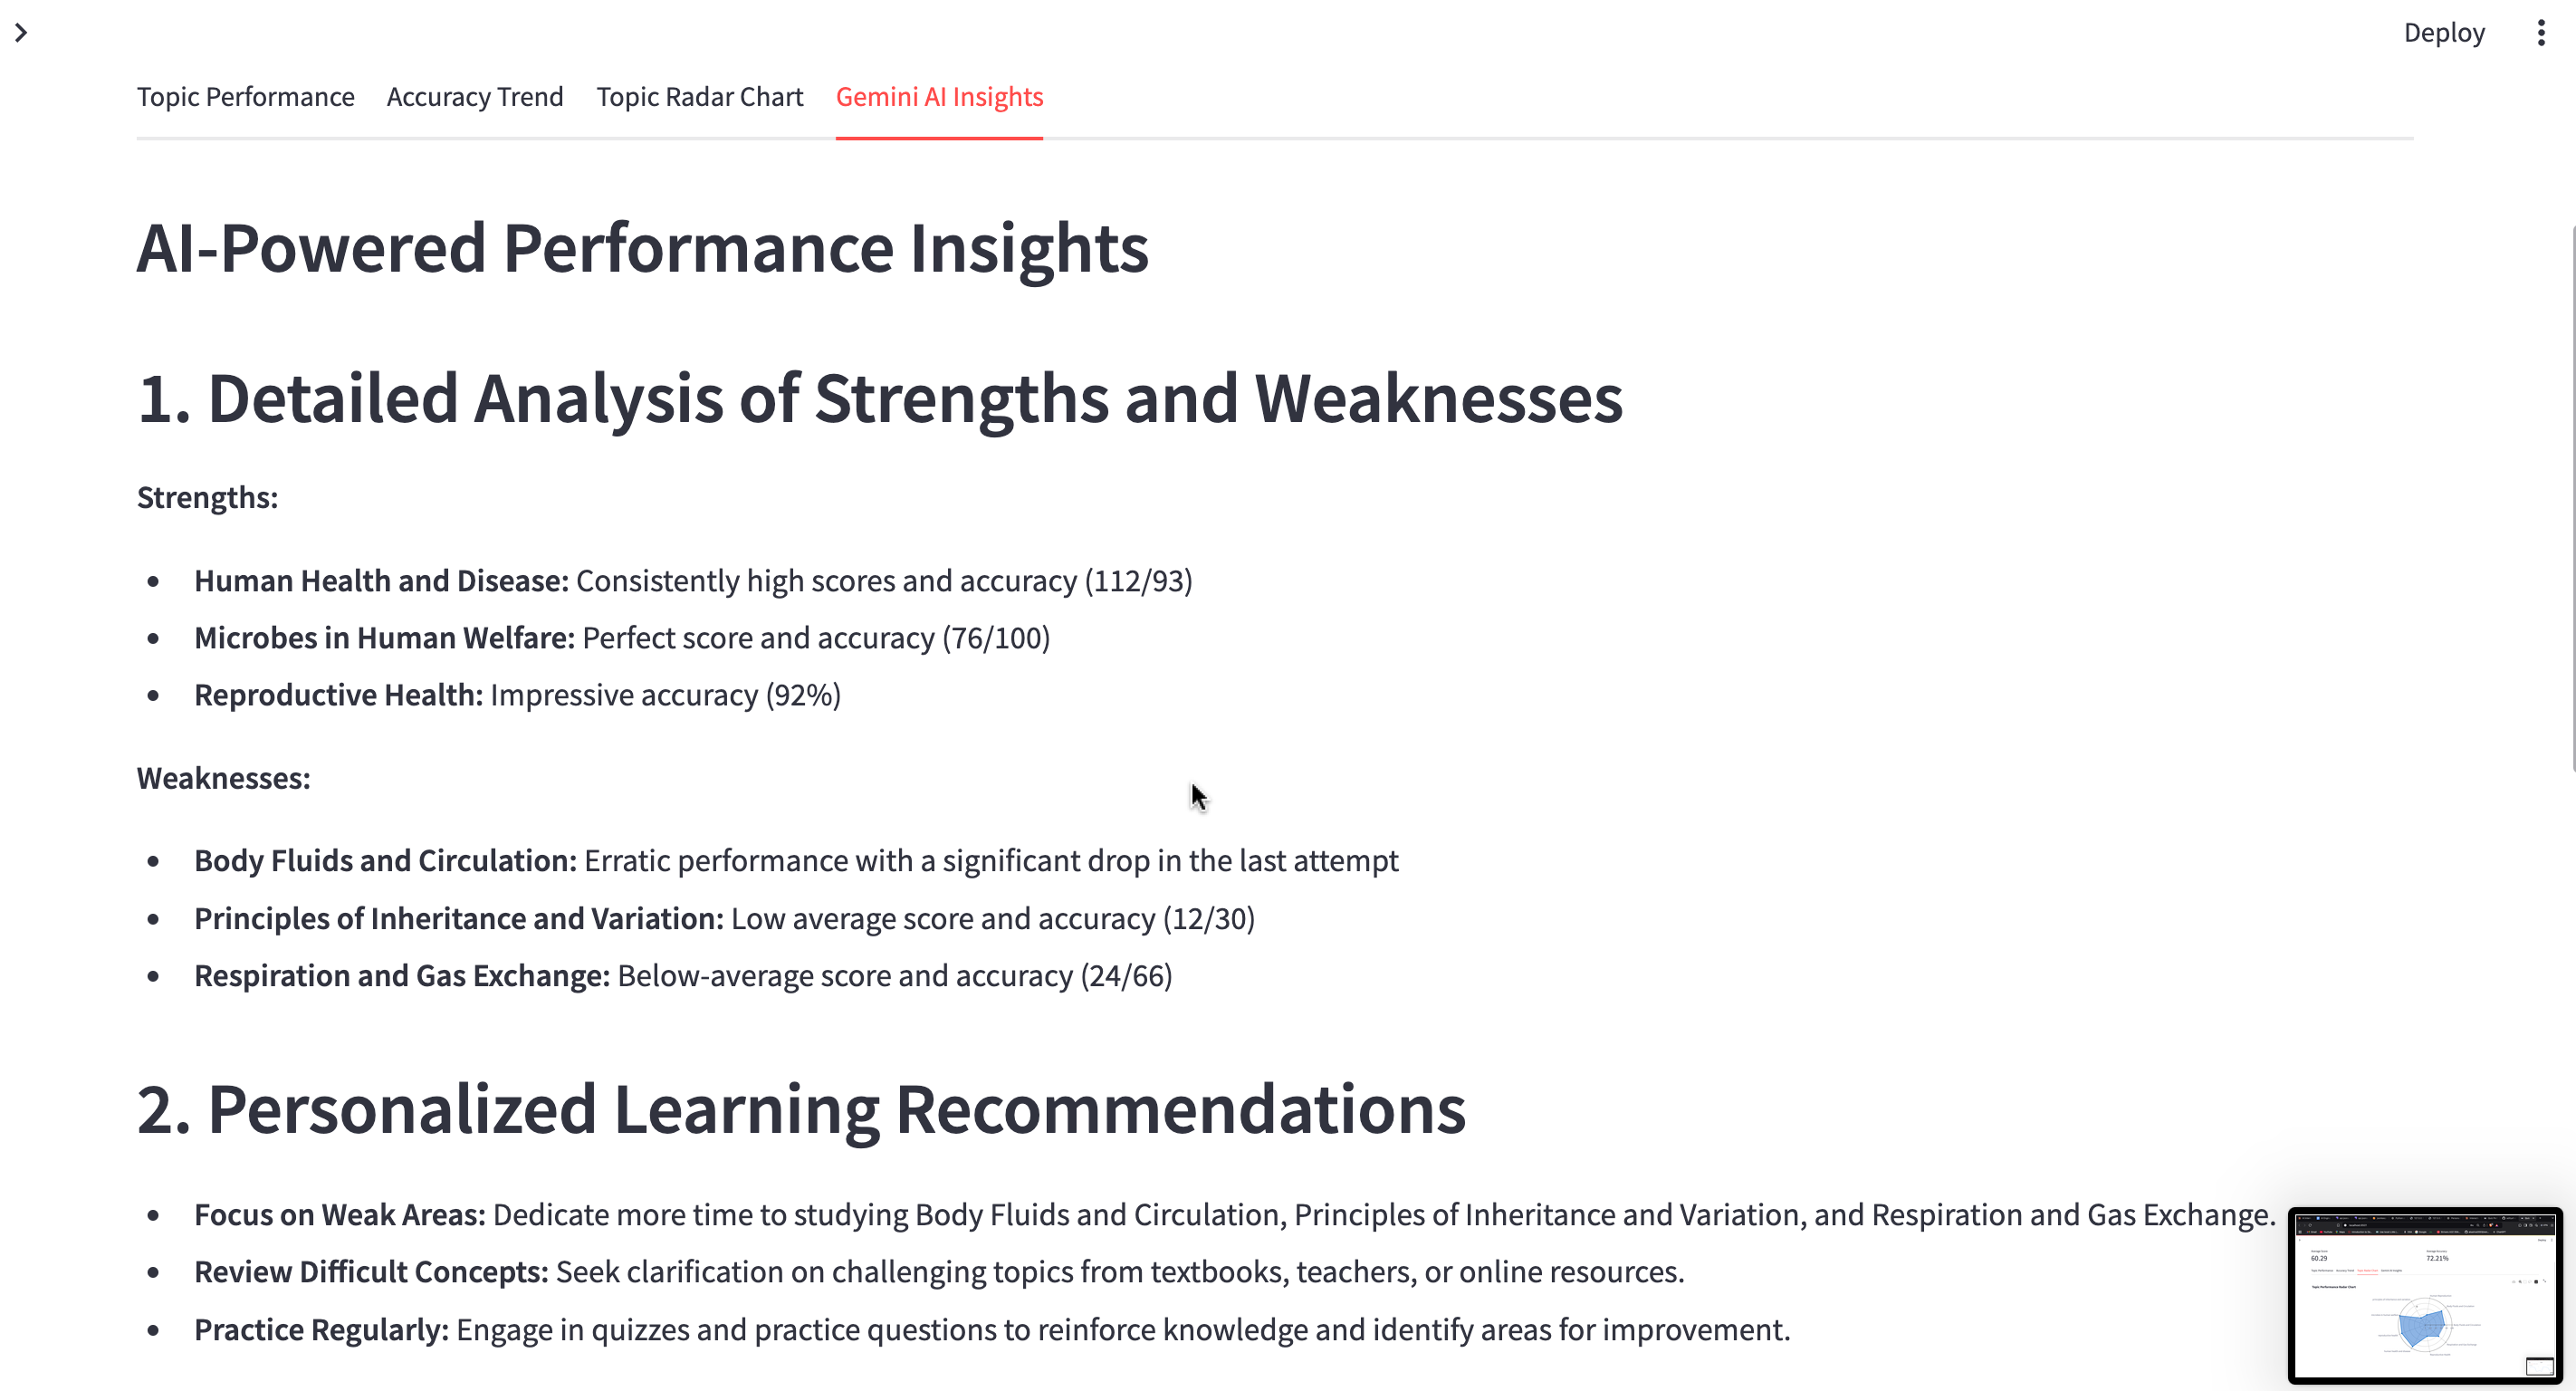 Deploy
Topic Performance Accuracy Trend Topic Radar Chart Gemini AI Insights
AI-Powered Performance Insights
1. Detailed Analysis of Strengths and Weaknesses
Strengths:
Human Health and Disease: Consistently high scores and accuracy (112/93)
Microbes in Human Welfare: Perfect score and accuracy (76/100)
Reproductive Health: Impressive accuracy (92%)
Weaknesses:
Body Fluids and Circulation: Erratic performance with a significant drop in the last attempt
Principles of Inheritance and Variation: Low average score and accuracy (12/30)
Respiration and Gas Exchange: Below-average score and accuracy (24/66)
2. Personalized Learning Recommendations
Focus on Weak Areas: Dedicate more time to studying Body Fluids and Circulation, Principles of Inheritance and Variation, and Respiration and Gas Exchange.
Review Difficult Concepts: Seek clarification on challenging topics from textbooks, teachers, or online resources.
Practice Regularly: Engage in quizzes and practice questions to reinforce knowledge and identify areas for improvement.
60.29 72.21%